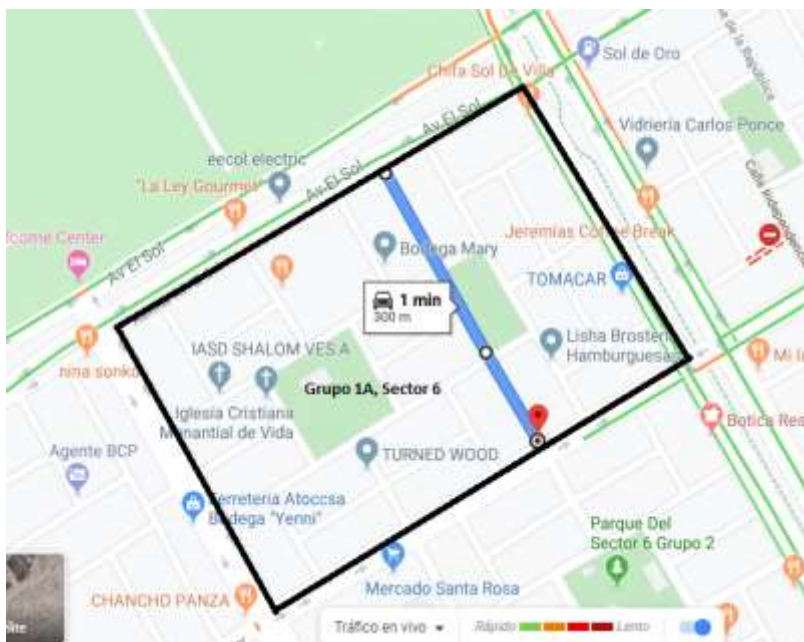 Sol de Oro
Chifa Sol De Villa
Av. El Sol
Vidriería Carlos Ponce
eecol electric
"La Ley Gourmet"
Av. El Sol
Calle Independencia
lcome Center
Av. El Sol
Bodega Mary
Jeremías Coffee Break
TOMACAR
1 min
300 m
Lisha Brostería
Hamburguesas
Mi
IASD SHALOM VES A
nina sonko
Grupo 1A, Sector 6
Iglesia Cristiana
Manantial de Vida
Botica
Agente BCP
TURNED WOOD
Ferreteria Atoccsa
Bodega "Yenni"
Parque Del
Sector 6 Grupo 2
Mercado Santa Rosa
CHANCHO PANZA
Tráfico en vivo
Rápido
Lento